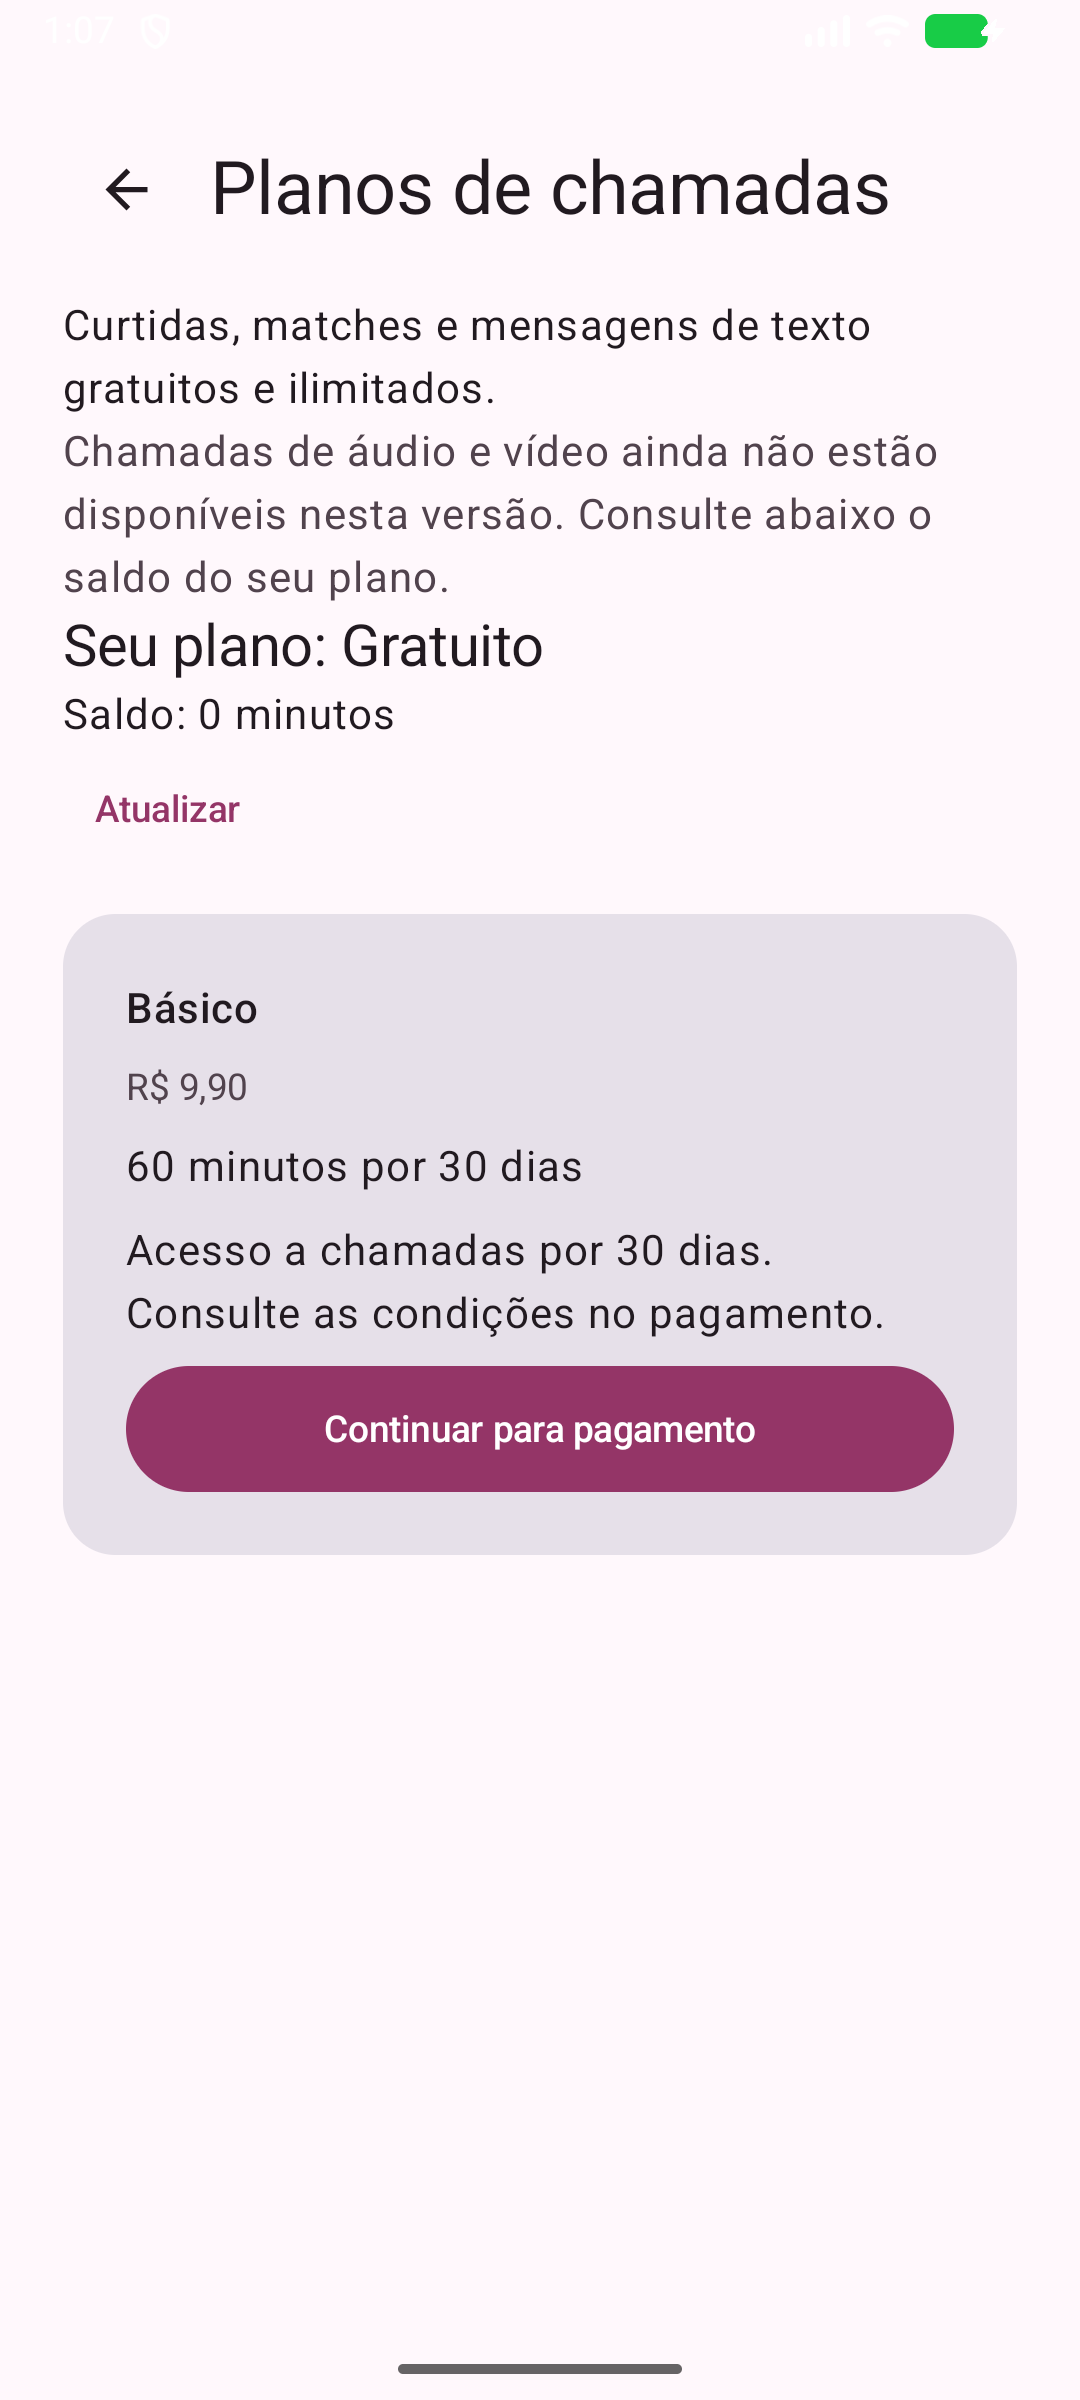 1:07
Planos de chamadas
Curtidas, matches e mensagens de texto
gratuitos e ilimitados.
Chamadas de áudio e vídeo ainda não estão
disponíveis nesta versão. Consulte abaixo o
saldo do seu plano.
Seu plano: Gratuito
Saldo: 0 minutos
Atualizar
Básico
R$ 9,90
60 minutos por 30 dias
Acesso a chamadas por 30 dias.
Consulte as condições no pagamento.
Continuar para pagamento